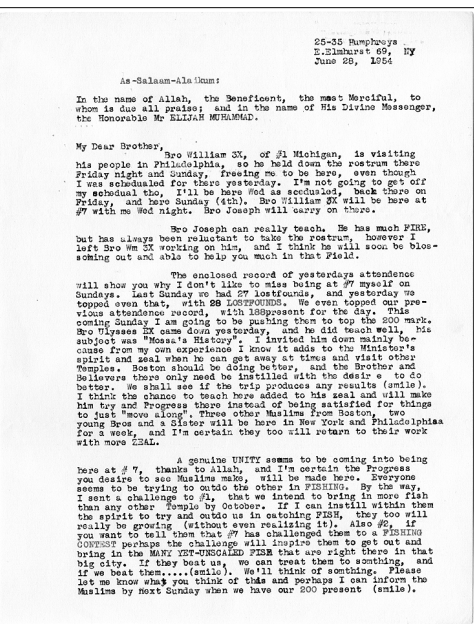 25-35 Humphreys
E.Elmhurst 69, NY
June 28, 1954
As-Salaam-Alaikum:
In the name of Allah, the Beneficent, the most Merciful, to
whom is due all praise; and in the name of His Divine Messenger,
the Honorable Mr ELIJAH MUHAMMAD.
My Dear Brother,
Bro William 3X, of #1 Michigan, is visiting
his people in Philadelphia, so he held down the rostrum there
Friday night and Sunday, freeing me to be here, even though
I was schedualed for there yesterday. I'm not going to get off
my schedual tho, I'll be here Wed as scedualed, back there on
Friday, and here Sunday (4th). Bro William 3X will be here at
#7 with me Wed night. Bro Joseph will carry on there.
Bro Joseph can really teach. He has much FIRE,
but has always been reluctant to take the rostrum, however I
left Bro Wm 3X working on him, and I think he will soon be blos-
soming out and able to help you much in that Field.
The enclosed record of yesterdays attendence
will show you why I don't like to miss being at #7 myself on
Sundays. Last Sunday we had 27 lostfounds, and yesterday we
topped even that, with 28 LOSTFOUNDS. We even topped our pre-
vious attendence record, with 188present for the day. This
coming Sunday I am going to be pushing them to top the 200 mark.
Bro Ulysses EX came down yesterday, and he did teach well, his
subject was "Mossa's History". I invited him down mainly be-
cause from my own experience I know it adds to the Minister's
spirit and zeal when he can get away at times and visit other
Temples. Boston should be doing better, and the Brother and
Believers there only need be instilled with the desir e to do
better. We shall see if the trip produces any results (smile).
I think the chance to teach here added to his zeal and will make
him try and Progress there instead of being satisfied for things
to just "move along". Three other Muslims from Boston, two
young Bros and a Sister will be here in New York and Philadelphia
for a week, and I'm certain they too will return to their work
with more ZEAL.
A genuine UNITY seems to be coming into being
here at # 7, thanks to Allah, and I'm certain the Progress
you desire to see Muslims make, will be made here. Everyone
seems to be trying to outdo the other in FISHING. By the way,
I sent a challenge to #1, that we intend to bring in more fish
than any other Temple by October. If I can instill within them
the spirit to try and outdo us in catching FISH, they too will
really be growing (without even realizing it). Also #2, if
you want to tell them that #7 has challenged them to a FISHING
CONTEST perhaps the challenge will inspire them to get out and
bring in the MANY YET-UNSCALED FISH that are right there in that
big city. If they beat us, we can treat them to somthing, and
if we beat them.....(smile). We'll think of somthing. Please
let me know what you think of this and perhaps I can inform the
Muslims by Next Sunday when we have our 200 present (smile).